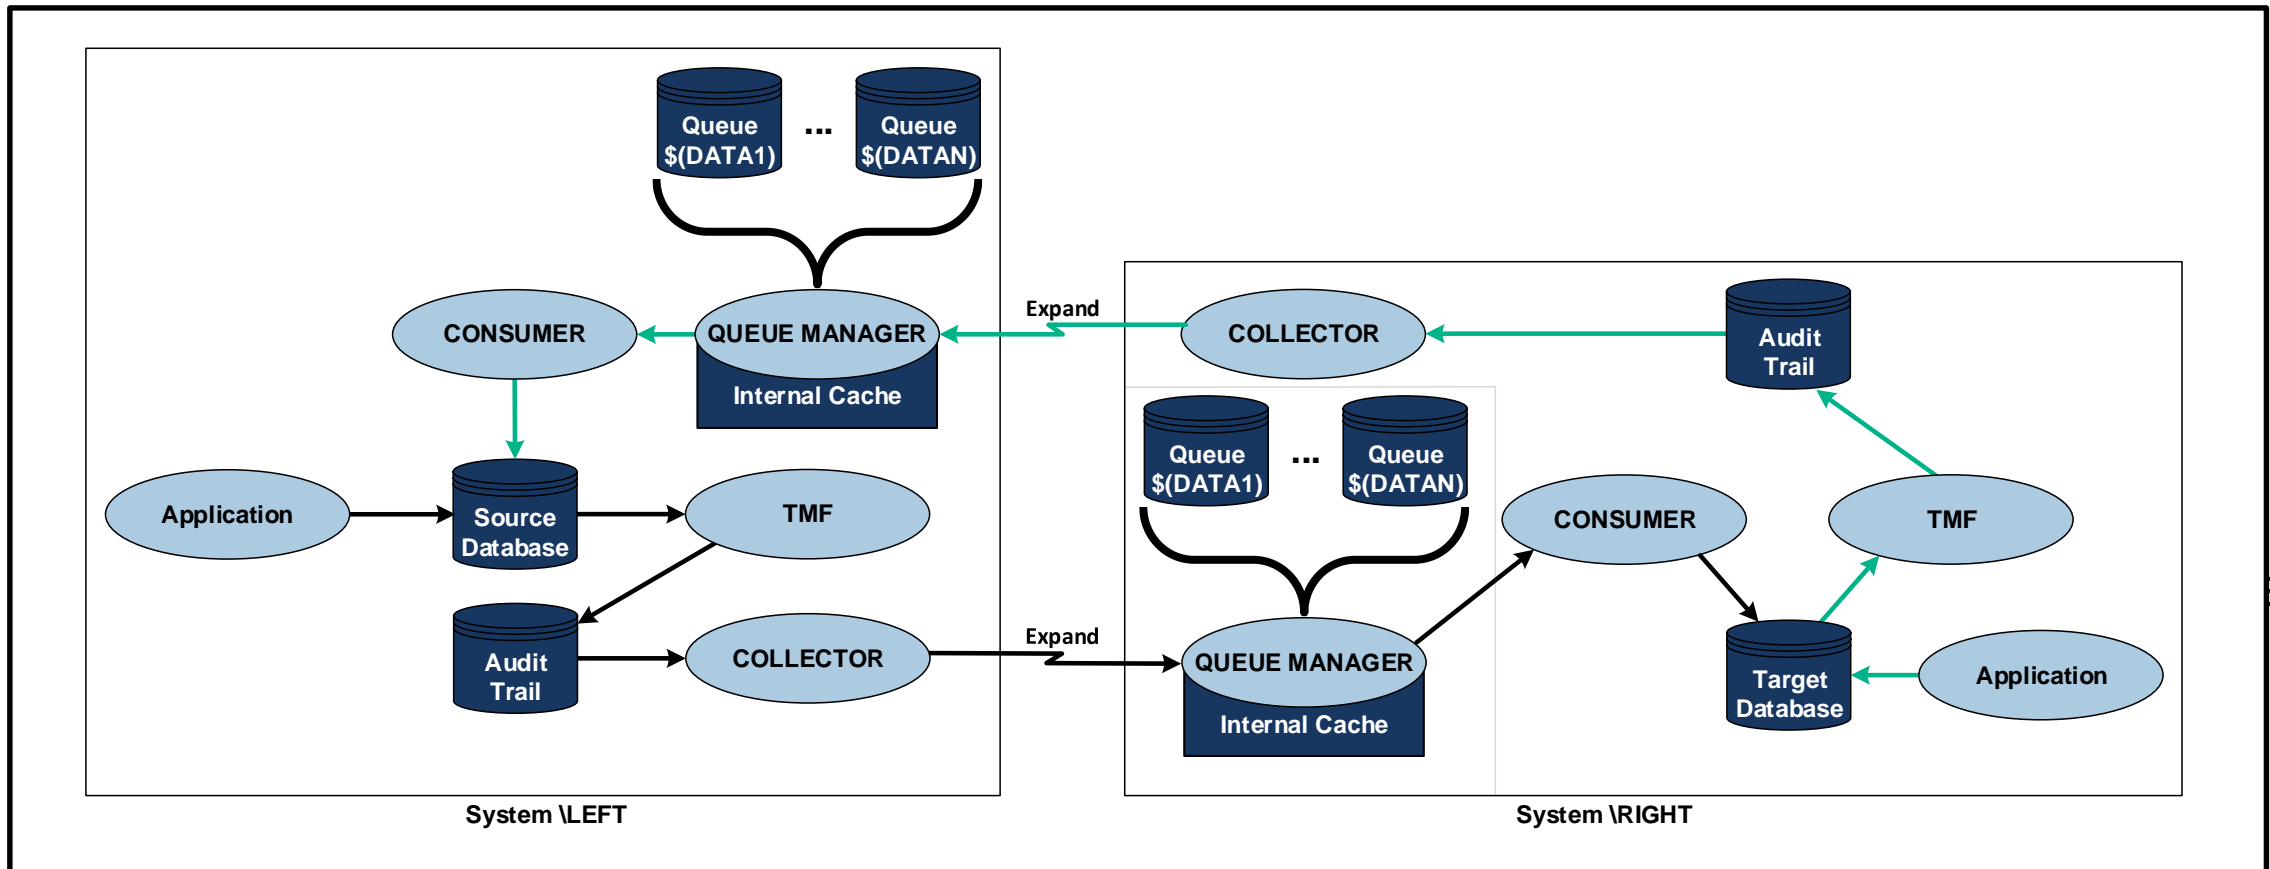 Queue
$(DATA1)
...
Queue
$(DATAN)
CONSUMER
QUEUE MANAGER
Internal Cache
Expand
COLLECTOR
Audit
Trail
Application
Source
Database
TMF
Queue
$(DATA1)
...
Queue
$(DATAN)
CONSUMER
TMF
Audit
Trail
COLLECTOR
Expand
QUEUE MANAGER
Internal Cache
Target
Database
Application
System \LEFT
System \RIGHT